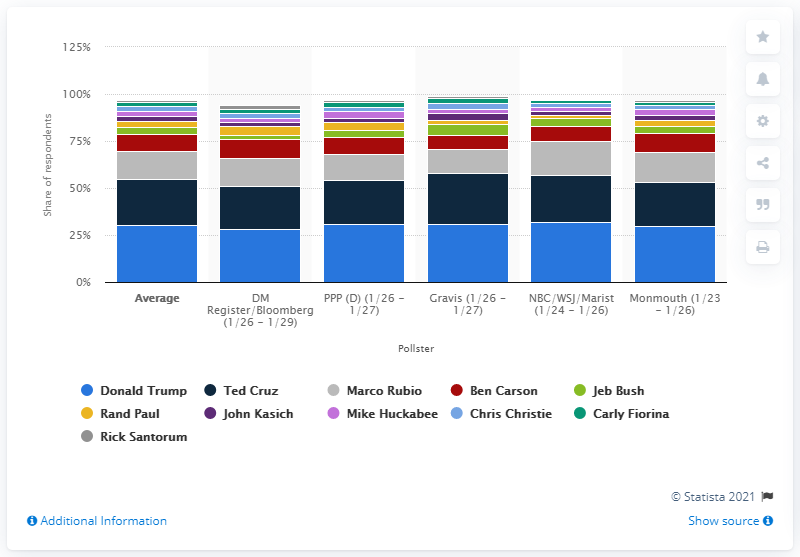 125%
100%
75%
50%
25%
0%
Share of respondents
Average
DM
Register/Bloomberg
(1/26 – 1/29)
PPP (D) (1/26 –
1/27)
Gravis (1/26 –
1/27)
NBC/WSJ/Marist
(1/24 – 1/26)
Monmouth (1/23
– 1/26)
Pollster
Donald Trump
Ted Cruz
Marco Rubio
Ben Carson
Jeb Bush
Rand Paul
John Kasich
Mike Huckabee
Chris Christie
Carly Fiorina
Rick Santorum
© Statista 2021
Additional Information
Show source